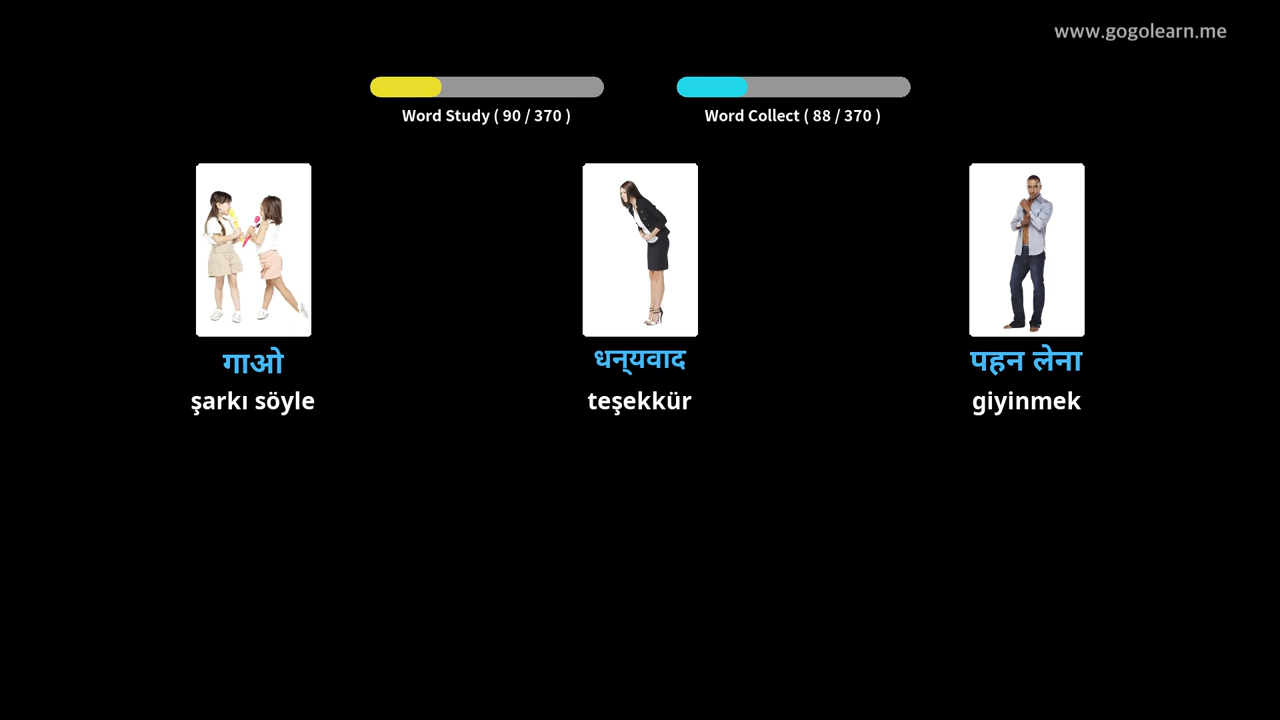 www.gogolearn.me
Word Study ( 90 / 370 )
Word Collect ( 88 / 370 )
गाओ
धन्यवाद
पहन लेना
şarkı söyle
teşekkür
giyinmek